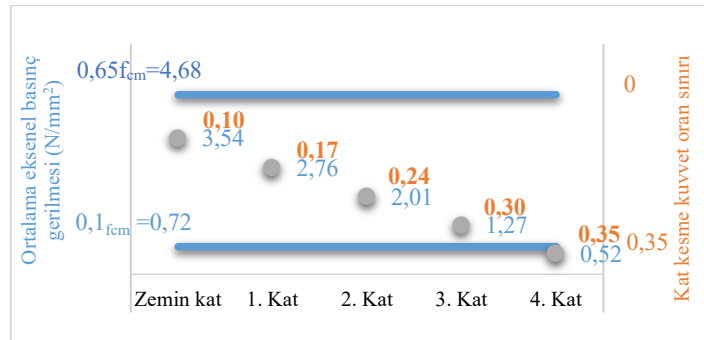 Ortalama eksenel basınç
gerilmesi (N/mm²)
0,65fcm=4,68
0
0,10
3,54
0,17
2,76
0,24
2,01
0,30
1,27
0,1fcm =0,72
0,35
0,52
0,35
Kat kesme kuvvet oran sınırı
Zemin kat 1. Kat 2. Kat 3. Kat 4. Kat